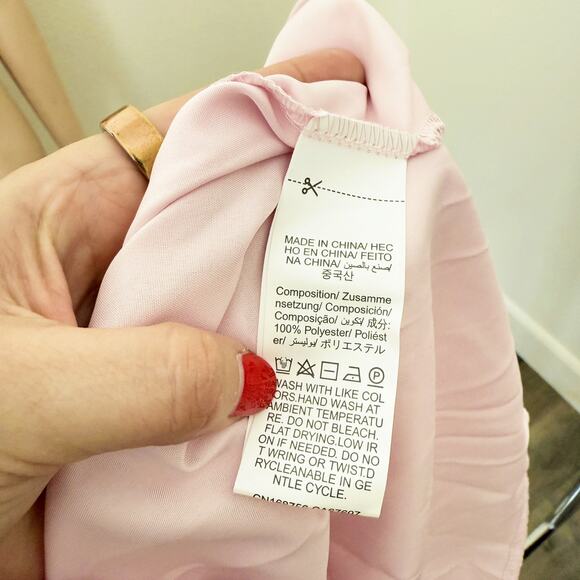 MADE IN CHINA/ HEC
HO EN CHINA/ FEITO
NA CHINA/ صنع بالصين/
중국산
Composition/ Zusamme
nsetzung/ Composición/
Composição/ تكوين/ 成分:
100% Polyester/ Poliést
er/ بوليستر/ ポリエステル
WASH WITH LIKE COL
ORS.HAND WASH AT
AMBIENT TEMPERATU
RE. DO NOT BLEACH.
FLAT DRYING.LOW IR
ON IF NEEDED. DO NO
T WRING OR TWIST.D
RYCLEANABLE IN GE
NTLE CYCLE.